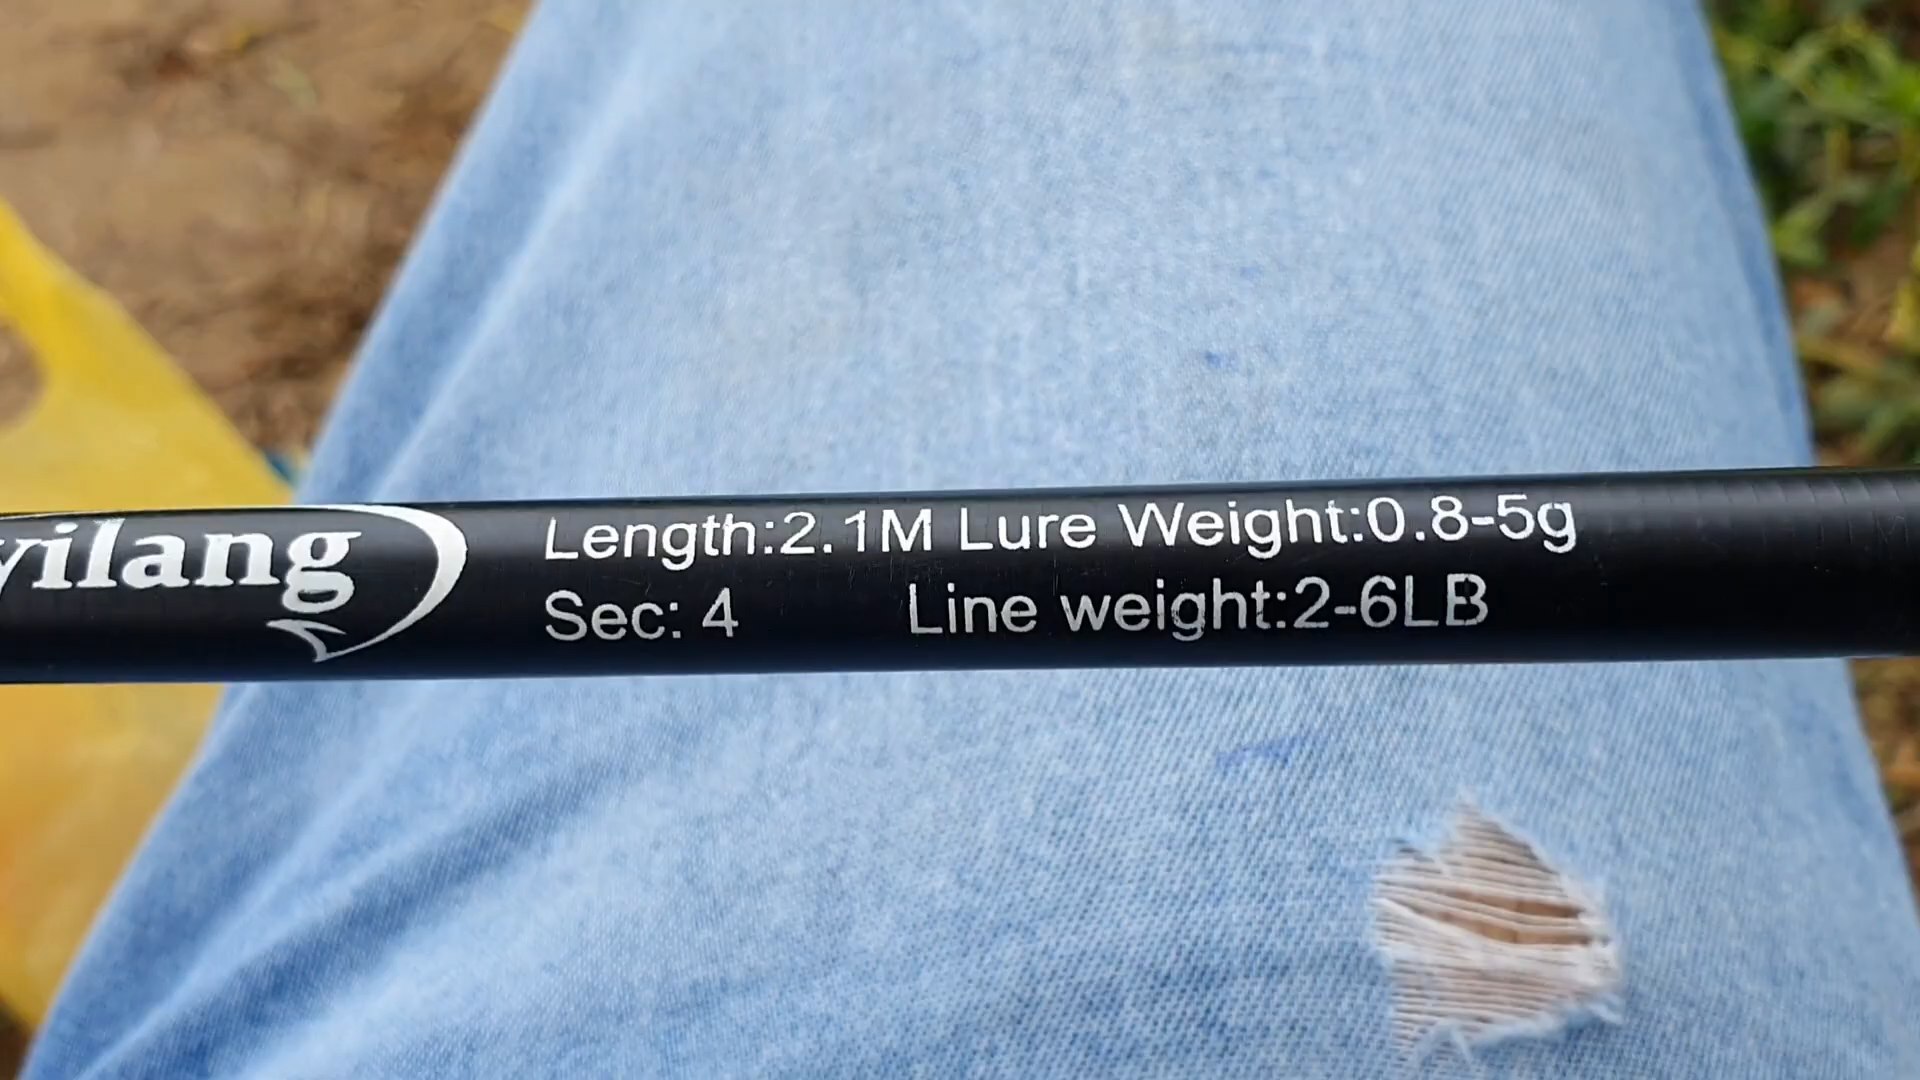 yilang
Length:2.1M Lure Weight:0.8-5g
Sec: 4 Line weight:2-6LB